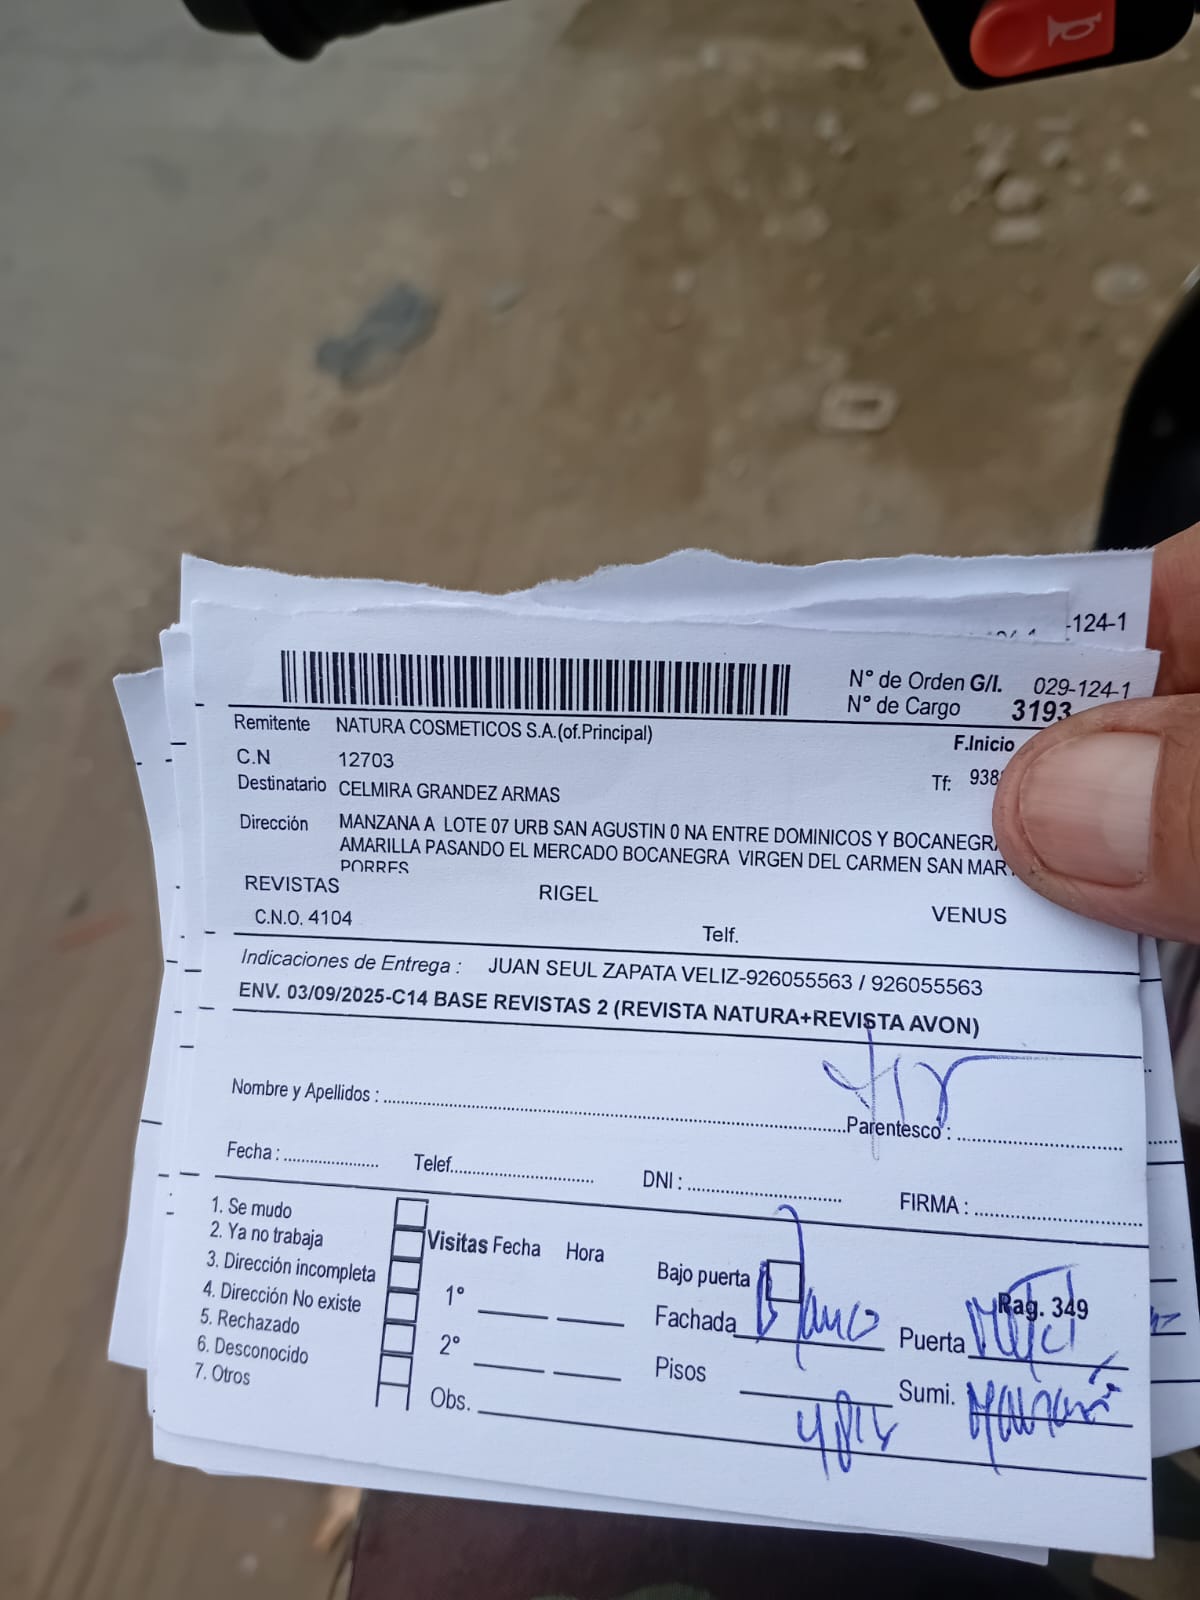 -124-1
N° de Orden G/I. 029-124-1
N° de Cargo 3193
Remitente NATURA COSMETICOS S.A.(of.Principal)
F.Inicio
C.N 12703
Tf: 938
Destinatario CELMIRA GRANDEZ ARMAS
Dirección MANZANA A LOTE 07 URB SAN AGUSTIN 0 NA ENTRE DOMINICOS Y BOCANEGRA
AMARILLA PASANDO EL MERCADO BOCANEGRA VIRGEN DEL CARMEN SAN MAR
PORRES
REVISTAS RIGEL VENUS
C.N.O. 4104 Telf.
Indicaciones de Entrega : JUAN SEUL ZAPATA VELIZ-926055563 / 926055563
ENV. 03/09/2025-C14 BASE REVISTAS 2 (REVISTA NATURA+REVISTA AVON)
Nombre y Apellidos : Parentesco :
Fecha : Telef. DNI : FIRMA :
1. Se mudo
2. Ya no trabaja
3. Dirección incompleta
4. Dirección No existe
5. Rechazado
6. Desconocido
7. Otros
Visitas Fecha Hora
1°
2°
Obs.
Bajo puerta Rag. 349
Fachada Blanco Puerta
Pisos Sumi.